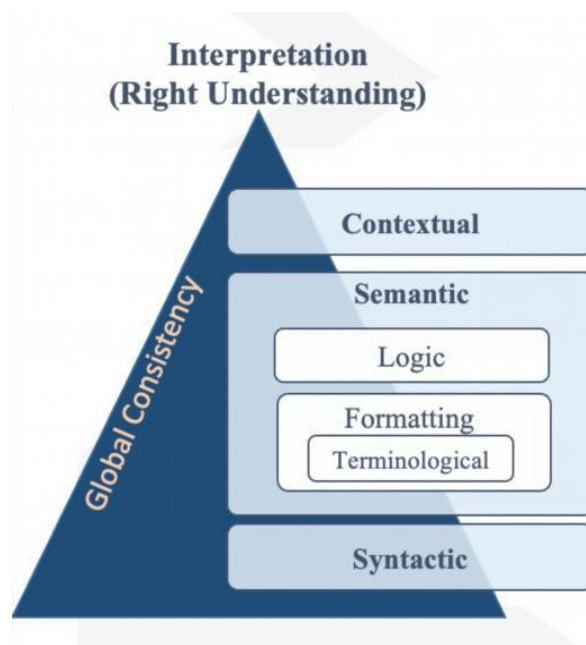 Interpretation
(Right Understanding)
Contextual
Semantic
Logic
Formatting
Terminological
Syntactic
Global Consistency